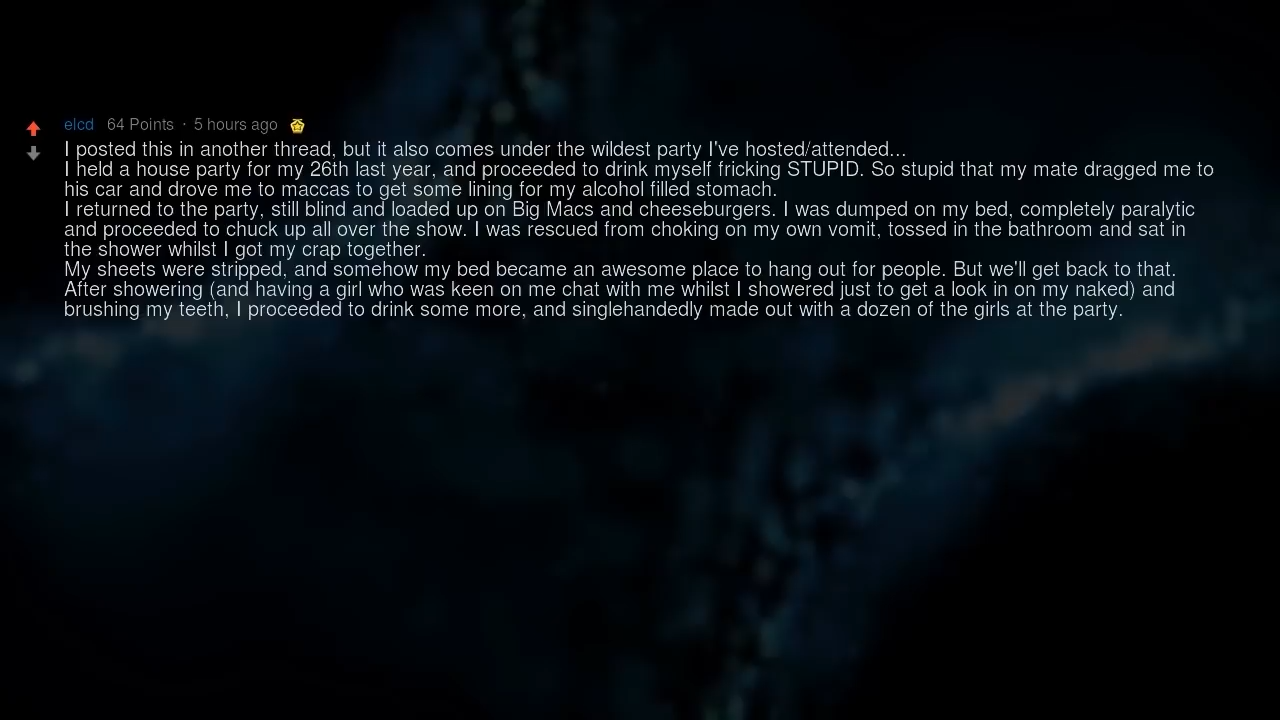 elcd 64 Points · 5 hours ago
I posted this in another thread, but it also comes under the wildest party I've hosted/attended...
I held a house party for my 26th last year, and proceeded to drink myself fricking STUPID. So stupid that my mate dragged me to
his car and drove me to maccas to get some lining for my alcohol filled stomach.
I returned to the party, still blind and loaded up on Big Macs and cheeseburgers. I was dumped on my bed, completely paralytic
and proceeded to chuck up all over the show. I was rescued from choking on my own vomit, tossed in the bathroom and sat in
the shower whilst I got my crap together.
My sheets were stripped, and somehow my bed became an awesome place to hang out for people. But we'll get back to that.
After showering (and having a girl who was keen on me chat with me whilst I showered just to get a look in on my naked) and
brushing my teeth, I proceeded to drink some more, and singlehandedly made out with a dozen of the girls at the party.